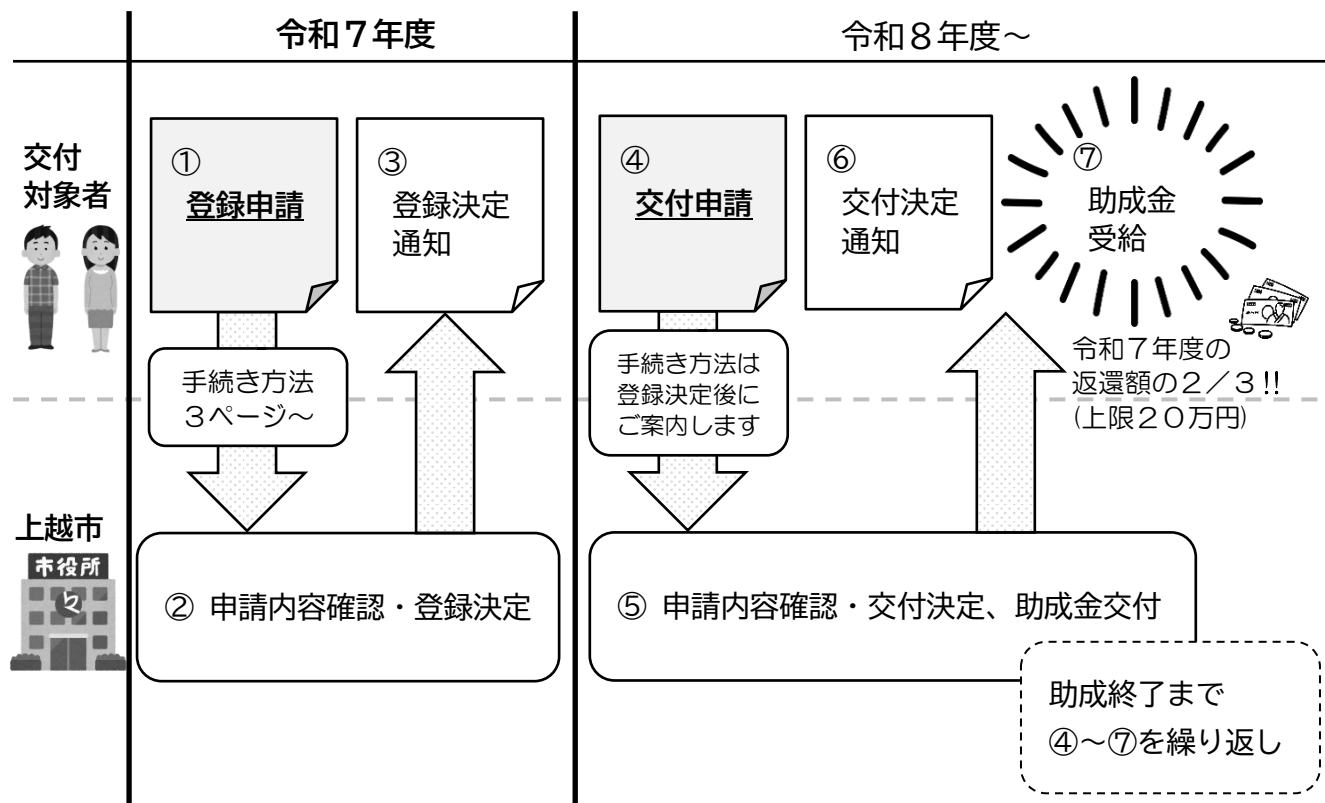 令和７年度
令和８年度～
交付
対象者
①
登録申請
③
登録決定
通知
④
交付申請
⑥
交付決定
通知
⑦
助成金
受給
手続き方法
３ページ～
手続き方法は
登録決定後に
ご案内します
令和７年度の
返還額の２／３!!
(上限２０万円)
上越市
市役所
② 申請内容確認・登録決定
⑤ 申請内容確認・交付決定、助成金交付
助成終了まで
④～⑦を繰り返し